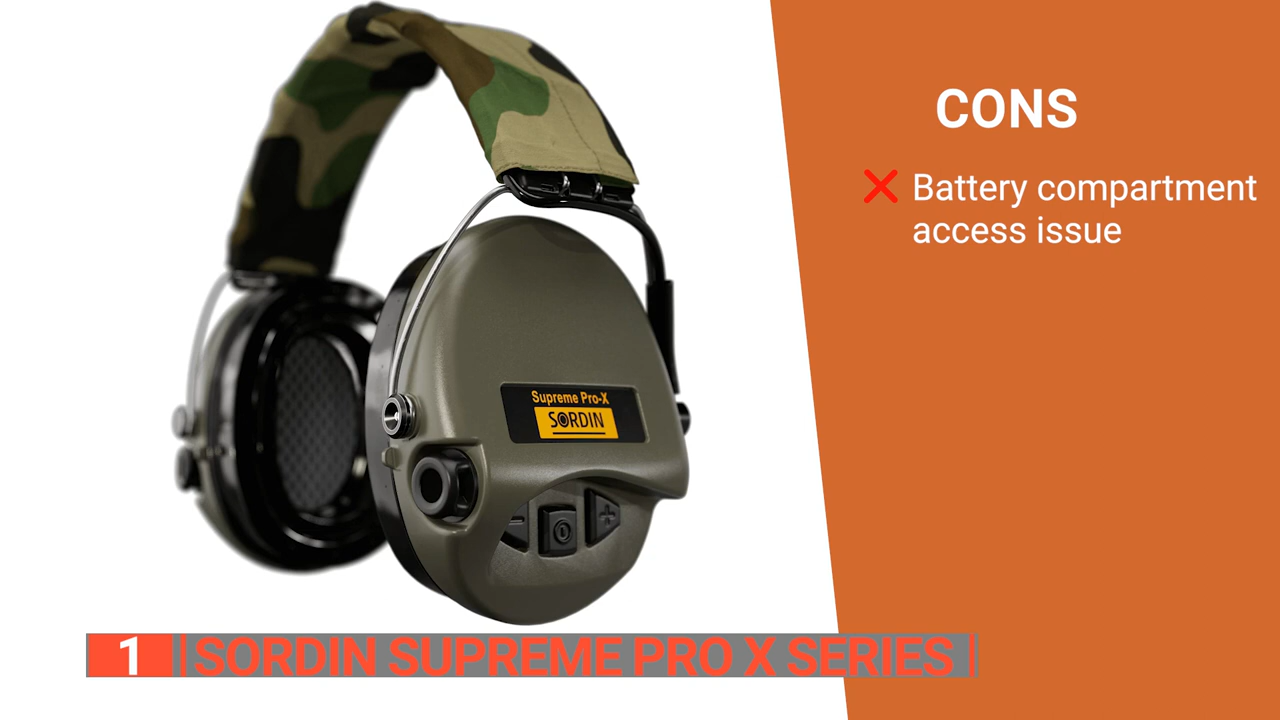 CONS
Battery compartment
access issue
Supreme Pro-X
SORDIN
1 SORDIN SUPREME PRO X SERIES